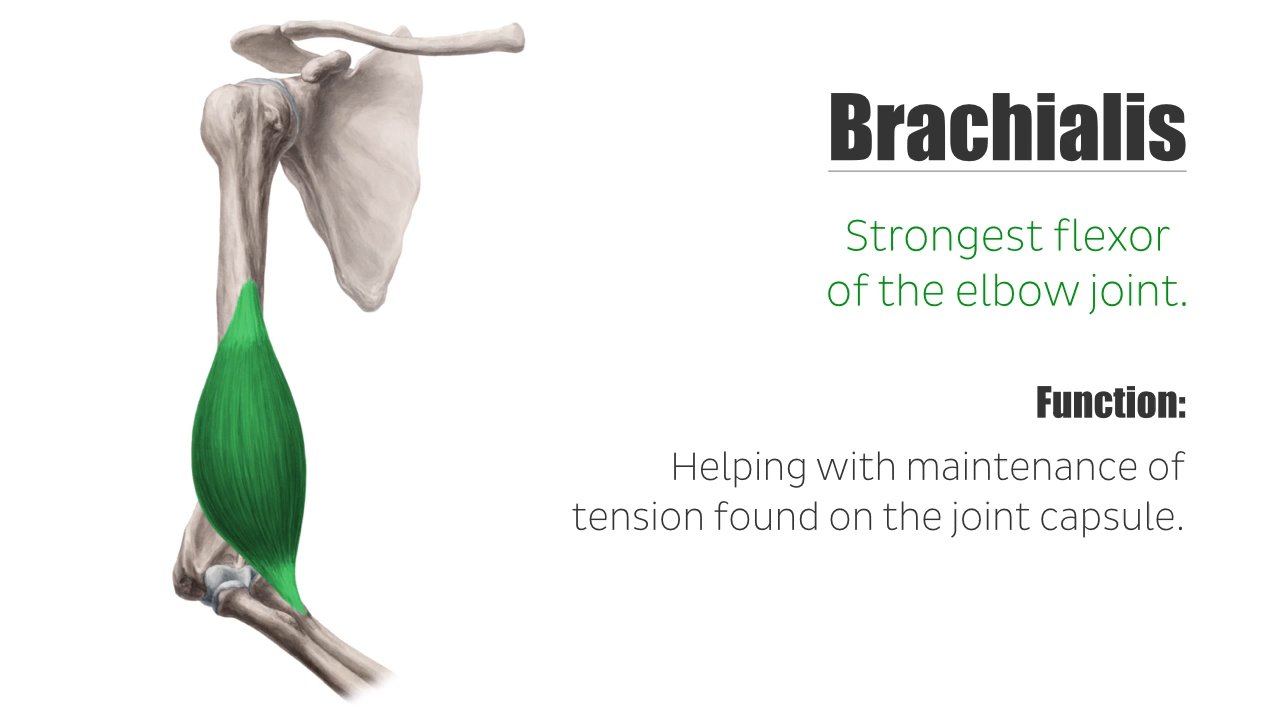 Brachialis
Strongest flexor
of the elbow joint.
Function:
Helping with maintenance of
tension found on the joint capsule.